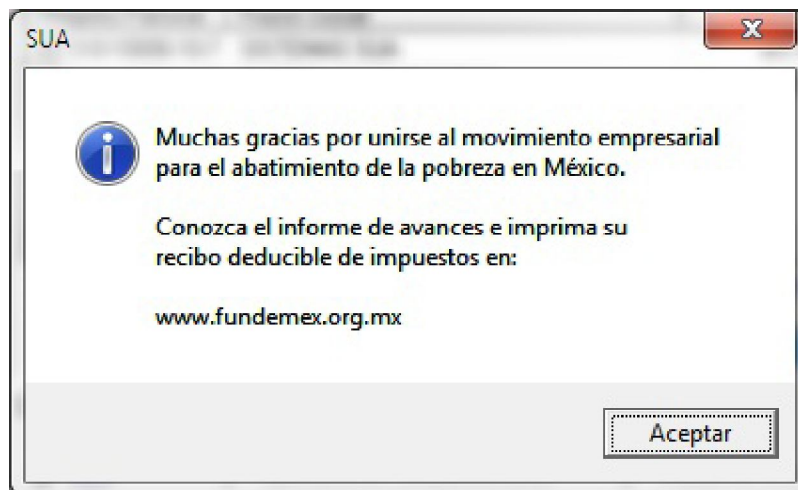 SUA
Muchas gracias por unirse al movimiento empresarial
para el abatimiento de la pobreza en México.
Conozca el informe de avances e imprima su
recibo deducible de impuestos en:
www.fundemex.org.mx
Aceptar